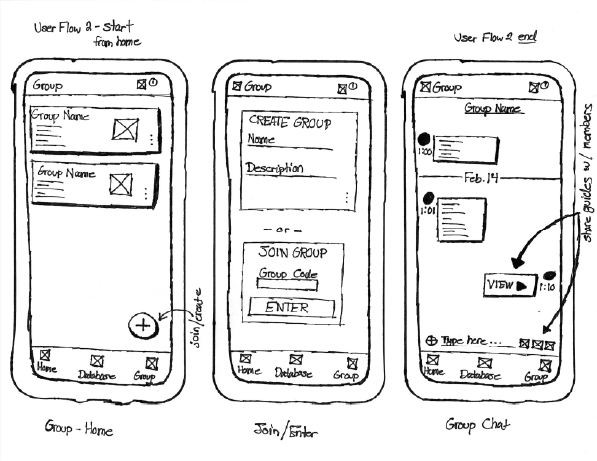 User Flow 2 - start
from home
User Flow 2 end
Group
Group Name
Group Name
join/create
Home
Database
Group
Group - Home
Group
CREATE GROUP
Name
Description
- or -
JOIN GROUP
Group Code
ENTER
Home
Database
Group
Join/Enter
Group
Group Name
1:00
Feb. 14
1:01
VIEW
1:10
Type here...
Home
Database
Group
Group Chat
share guides w/ members